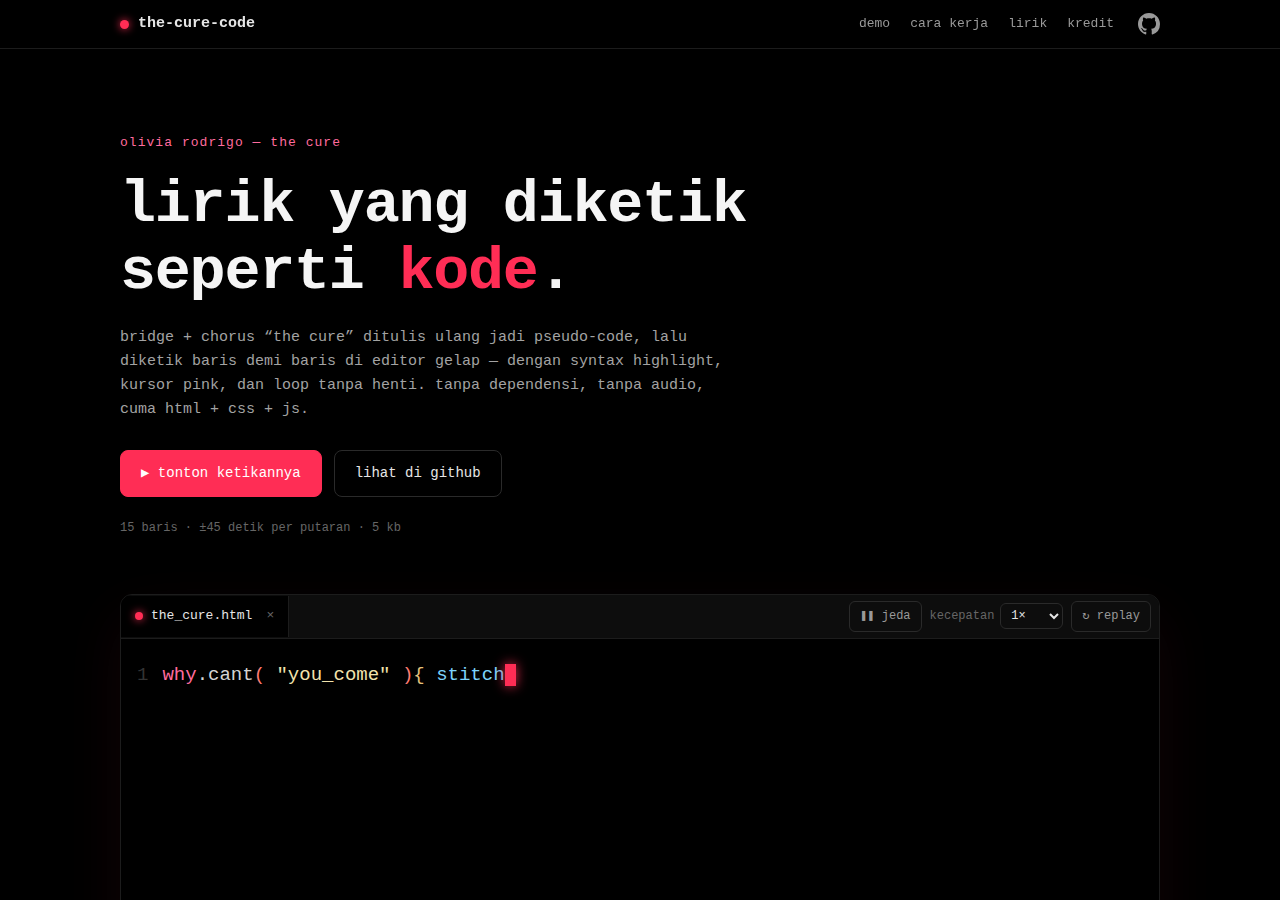 the-cure-code
demo cara kerja lirik kredit
olivia rodrigo — the cure
lirik yang diketik
seperti kode.
bridge + chorus “the cure” ditulis ulang jadi pseudo-code, lalu
diketik baris demi baris di editor gelap — dengan syntax highlight,
kursor pink, dan loop tanpa henti. tanpa dependensi, tanpa audio,
cuma html + css + js.
▶ tonton ketikannya
lihat di github
15 baris · ±45 detik per putaran · 5 kb
the_cure.html ×
❚❚ jeda kecepatan 1× ↻ replay
1 why.cant( "you_come" ){ stitch